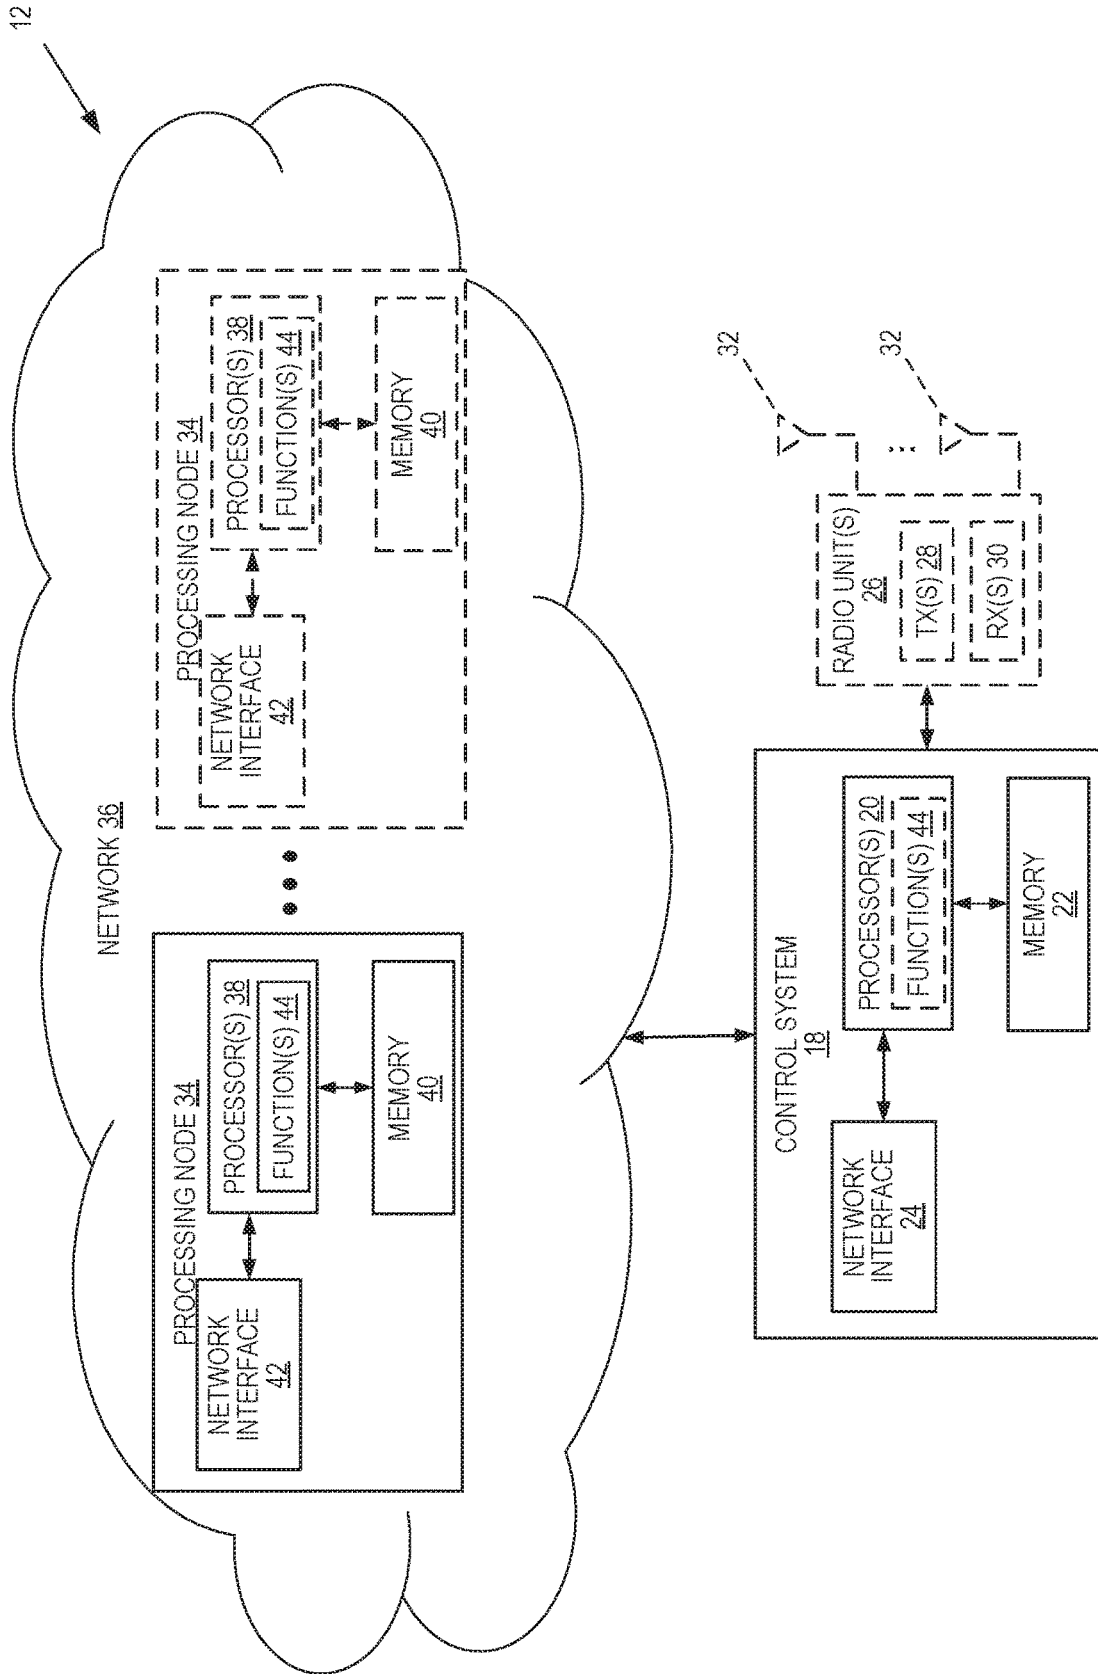 12
NETWORK 36
PROCESSING NODE 34
NETWORK
INTERFACE
42
PROCESSOR(S) 38
FUNCTION(S) 44
MEMORY
40
PROCESSING NODE 34
NETWORK
INTERFACE
42
PROCESSOR(S) 38
FUNCTION(S) 44
MEMORY
40
CONTROL SYSTEM
18
NETWORK
INTERFACE
24
PROCESSOR(S) 20
FUNCTION(S) 44
MEMORY
22
RADIO UNIT(S)
26
TX(S) 28
RX(S) 30
32
32